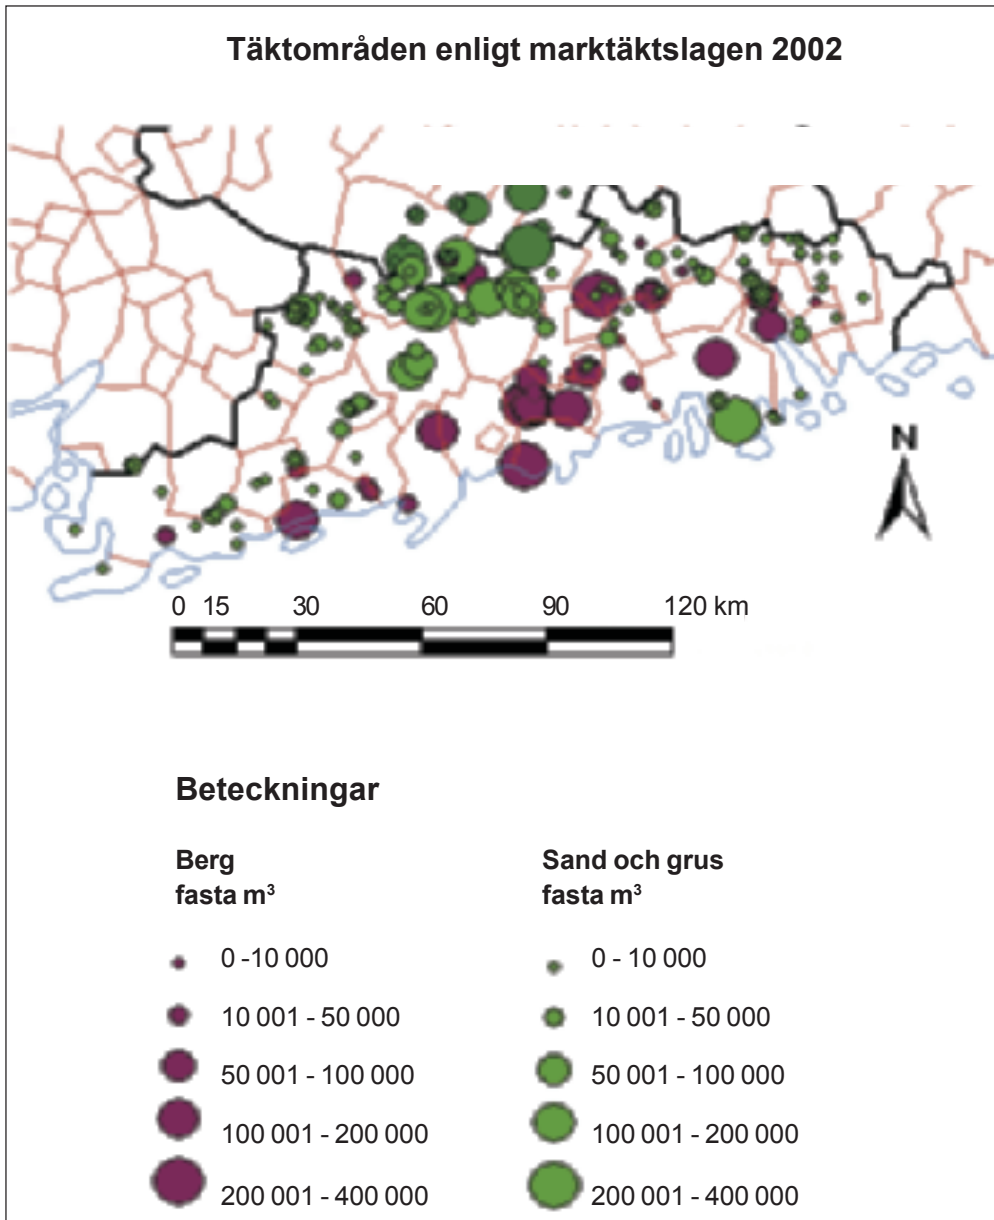 Täktområden enligt marktäktslagen 2002
N
0 15 30 60 90 120 km
Beteckningar
Berg
fasta m³
0 -10 000
10 001 - 50 000
50 001 - 100 000
100 001 - 200 000
200 001 - 400 000
Sand och grus
fasta m³
0 - 10 000
10 001 - 50 000
50 001 - 100 000
100 001 - 200 000
200 001 - 400 000